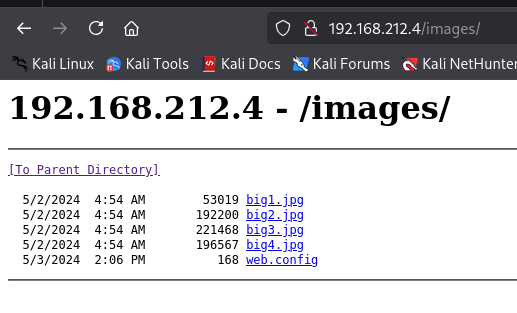 192.168.212.4/images/
Kali Linux Kali Tools Kali Docs Kali Forums Kali NetHunter
192.168.212.4 - /images/
[To Parent Directory]
5/2/2024 4:54 AM 53019 big1.jpg
5/2/2024 4:54 AM 192200 big2.jpg
5/2/2024 4:54 AM 221468 big3.jpg
5/2/2024 4:54 AM 196567 big4.jpg
5/3/2024 2:06 PM 168 web.config